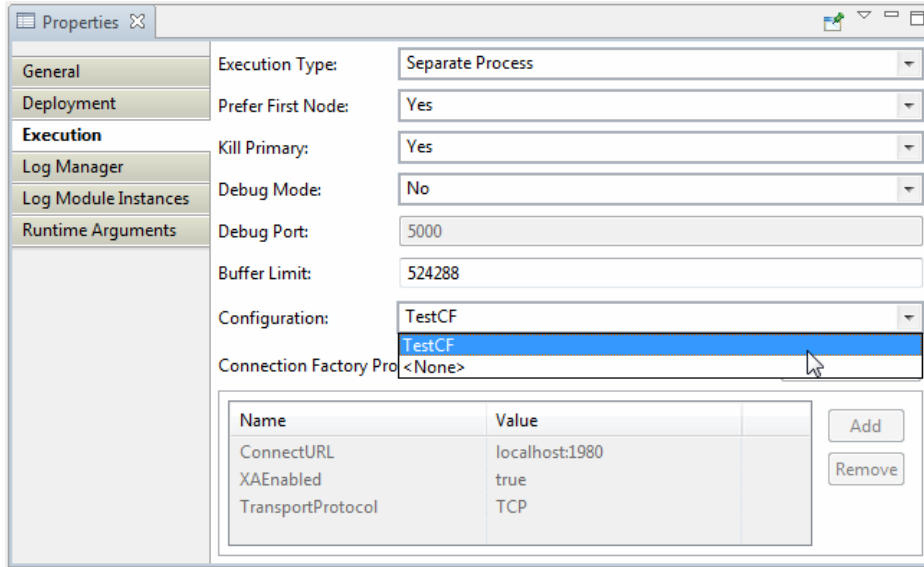 Properties
General
Deployment
Execution
Log Manager
Log Module Instances
Runtime Arguments
Execution Type: Separate Process
Prefer First Node: Yes
Kill Primary: Yes
Debug Mode: No
Debug Port: 5000
Buffer Limit: 524288
Configuration: TestCF
TestCF
Connection Factory Pro <None>
Name Value
ConnectURL localhost:1980
XAEnabled true
TransportProtocol TCP
Add
Remove